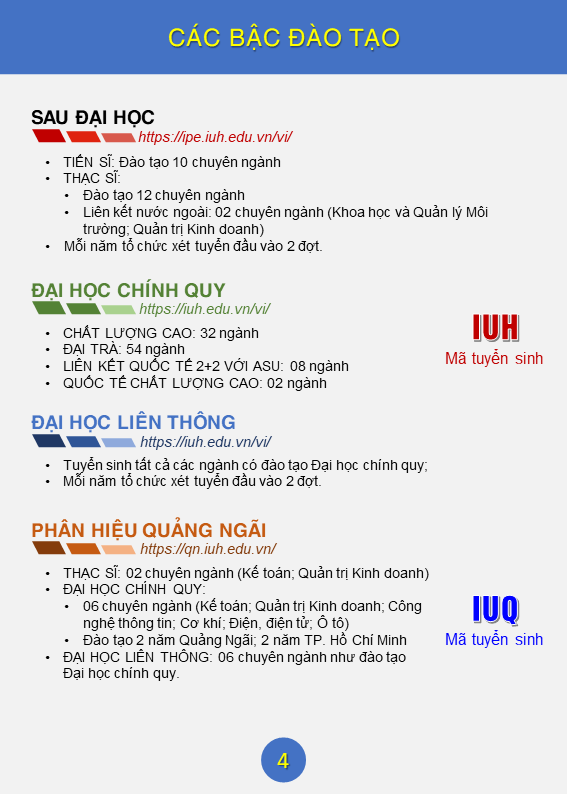 CÁC BẬC ĐÀO TẠO
SAU ĐẠI HỌC
https://ipe.iuh.edu.vn/vi/
• TIẾN SĨ: Đào tạo 10 chuyên ngành
• THẠC SĨ:
• Đào tạo 12 chuyên ngành
• Liên kết nước ngoài: 02 chuyên ngành (Khoa học và Quản lý Môi
trường; Quản trị Kinh doanh)
• Mỗi năm tổ chức xét tuyển đầu vào 2 đợt.
ĐẠI HỌC CHÍNH QUY
https://iuh.edu.vn/vi/
• CHẤT LƯỢNG CAO: 32 ngành
• ĐẠI TRÀ: 54 ngành
• LIÊN KẾT QUỐC TẾ 2+2 VỚI ASU: 08 ngành
• QUỐC TẾ CHẤT LƯỢNG CAO: 02 ngành
IUH
Mã tuyển sinh
ĐẠI HỌC LIÊN THÔNG
https://iuh.edu.vn/vi/
• Tuyển sinh tất cả các ngành có đào tạo Đại học chính quy;
• Mỗi năm tổ chức xét tuyển đầu vào 2 đợt.
PHÂN HIỆU QUẢNG NGÃI
https://qn.iuh.edu.vn/
• THẠC SĨ: 02 chuyên ngành (Kế toán; Quản trị Kinh doanh)
• ĐẠI HỌC CHÍNH QUY:
• 06 chuyên ngành (Kế toán; Quản trị Kinh doanh; Công
nghệ thông tin; Cơ khí; Điện, điện tử; Ô tô)
• Đào tạo 2 năm Quảng Ngãi; 2 năm TP. Hồ Chí Minh
• ĐẠI HỌC LIÊN THÔNG: 06 chuyên ngành như đào tạo
Đại học chính quy.
IUQ
Mã tuyển sinh
4